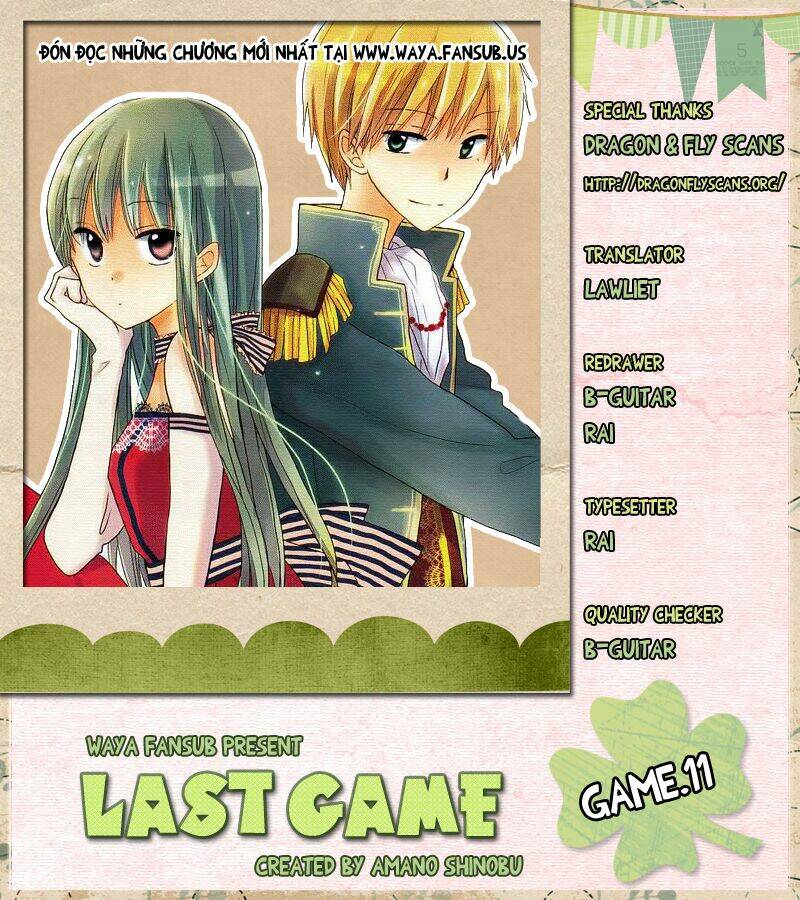 ĐÓN ĐỌC NHỮNG CHƯƠNG MỚI NHẤT TẠI WWW.WAYA.FANSUB.US
SPECIAL THANKS
DRAGON & FLY SCANS
HTTP://DRAGONFLYSCANS.ORG/
TRANSLATOR
LAWLIET
REDRAWER
B-GUITAR
RAI
TYPESETTER
RAI
QUALITY CHECKER
B-GUITAR
WAYA FANSUB PRESENT
LAST GAME
CREATED BY AMANO SHINOBU
GAME.11
5